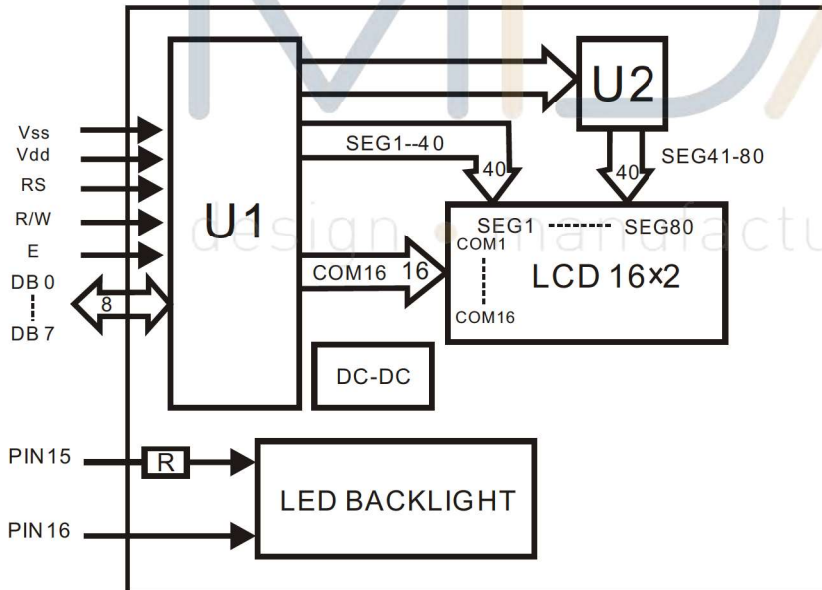 MIDA
U2
Vss
Vdd
RS
R/W
E
DB 0
DB 7
8
U1
SEG1--40
40
40
SEG41-80
design • manufactu
SEG1 SEG80
COM1
COM16
COM16 16
LCD 16×2
DC-DC
PIN15
R
PIN16
LED BACKLIGHT